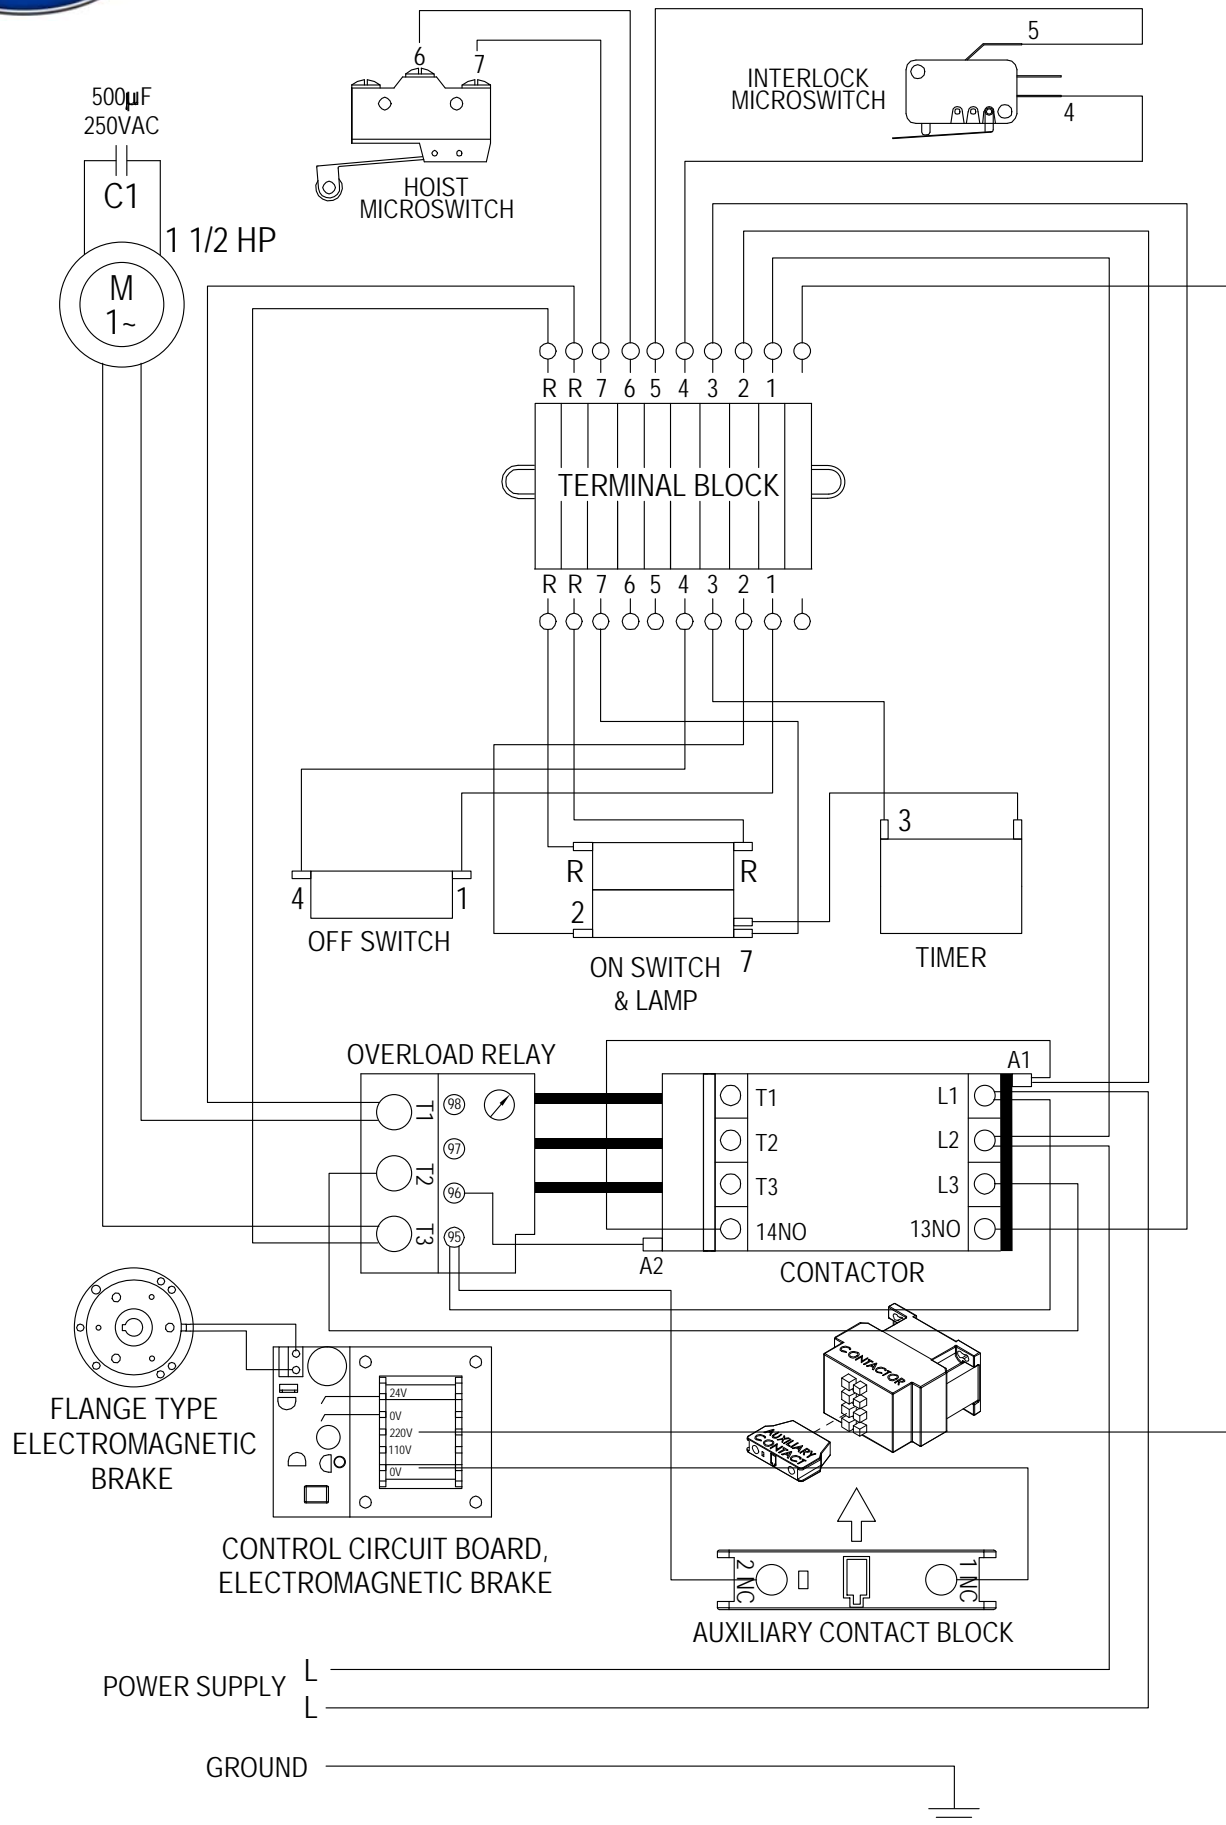 5
6
7
INTERLOCK
MICROSWITCH
4
500µF
250VAC
C1
HOIST
MICROSWITCH
1 1/2 HP
M
1~
R R 7 6 5 4 3 2 1
TERMINAL BLOCK
R R 7 6 5 4 3 2 1
3
R R
4 1
2
OFF SWITCH
ON SWITCH 7
& LAMP
TIMER
OVERLOAD RELAY
A1
T1 98 T1 L1
97 T2 L2
T2 96 T3 L3
T3 95 14NO 13NO
A2
CONTACTOR
CONTACTOR
AUXILIARY
CONTACT
FLANGE TYPE
ELECTROMAGNETIC
BRAKE
24V
0V
220V
110V
0V
CONTROL CIRCUIT BOARD,
ELECTROMAGNETIC BRAKE
2 NC 1 NC
AUXILIARY CONTACT BLOCK
POWER SUPPLY L
L
GROUND